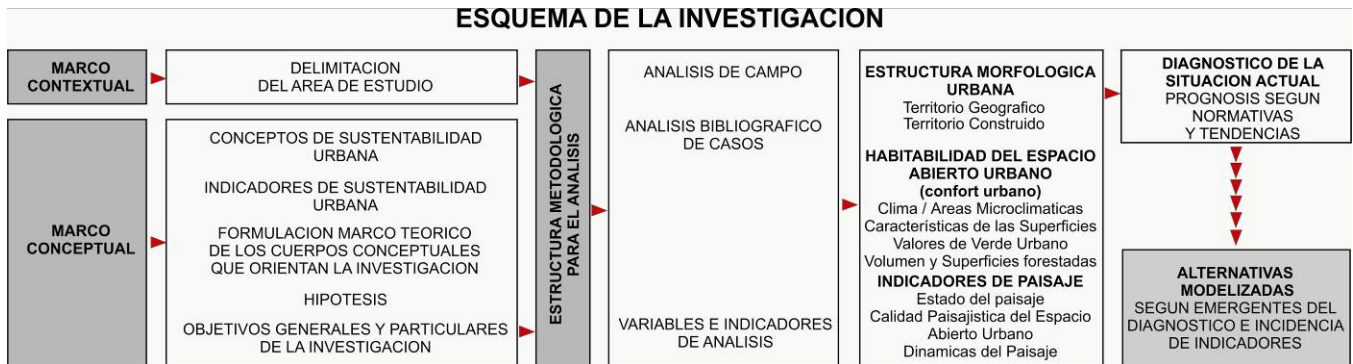 ESQUEMA DE LA INVESTIGACION
MARCO
CONTEXTUAL
DELIMITACION
DEL AREA DE ESTUDIO
MARCO
CONCEPTUAL
CONCEPTOS DE SUSTENTABILIDAD
URBANA
INDICADORES DE SUSTENTABILIDAD
URBANA
FORMULACION MARCO TEORICO
DE LOS CUERPOS CONCEPTUALES
QUE ORIENTAN LA INVESTIGACION
HIPOTESIS
OBJETIVOS GENERALES Y PARTICULARES
DE LA INVESTIGACION
ESTRUCTURA METODOLOGICA
PARA EL ANALISIS
ANALISIS DE CAMPO
ANALISIS BIBLIOGRAFICO
DE CASOS
VARIABLES E INDICADORES
DE ANALISIS
ESTRUCTURA MORFOLOGICA
URBANA
Territorio Geografico
Territorio Construido
HABITABILIDAD DEL ESPACIO
ABIERTO URBANO
(confort urbano)
Clima / Areas Microclimaticas
Características de las Superficies
Valores de Verde Urbano
Volumen y Superficies forestadas
INDICADORES DE PAISAJE
Estado del paisaje
Calidad Paisajistica del Espacio
Abierto Urbano
Dinamicas del Paisaje
DIAGNOSTICO DE LA
SITUACION ACTUAL
PROGNOSIS SEGUN
NORMATIVAS
Y TENDENCIAS
ALTERNATIVAS
MODELIZADAS
SEGUN EMERGENTES DEL
DIAGNOSTICO E INCIDENCIA
DE INDICADORES